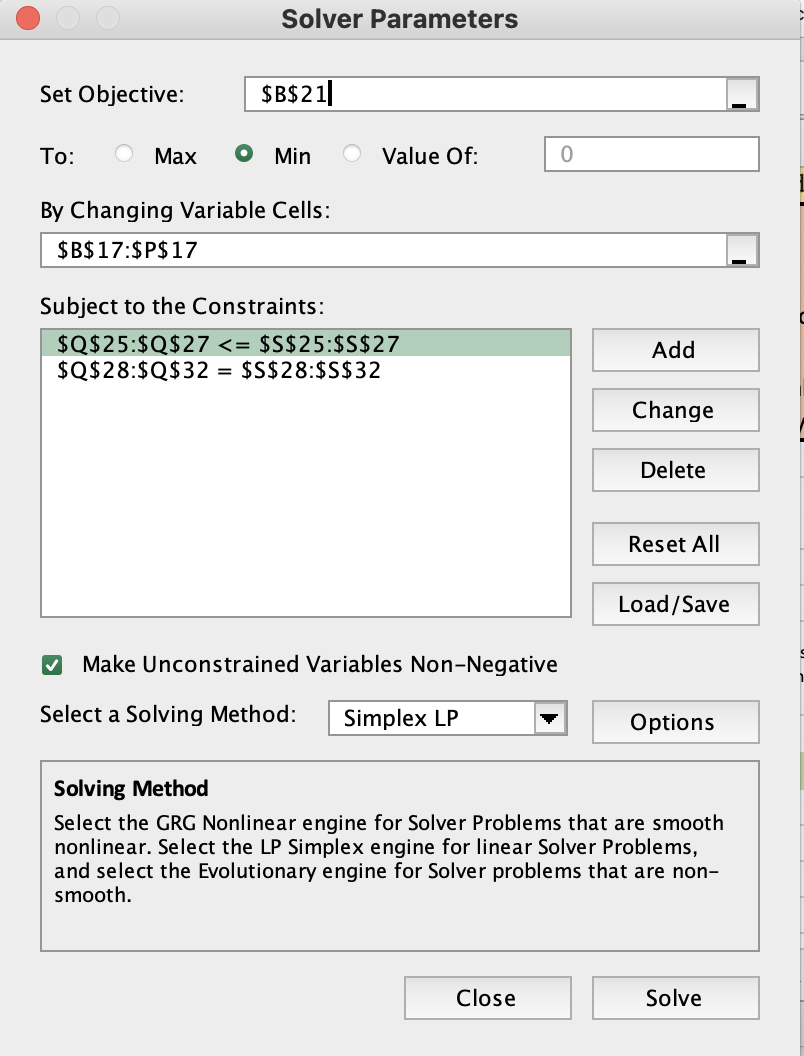 Solver Parameters
Set Objective: $B$21
To: Max Min Value Of: 0
By Changing Variable Cells:
$B$17:$P$17
Subject to the Constraints:
$Q$25:$Q$27 <= $S$25:$S$27
$Q$28:$Q$32 = $S$28:$S$32
Add
Change
Delete
Reset All
Load/Save
Make Unconstrained Variables Non-Negative
Select a Solving Method: Simplex LP Options
Solving Method
Select the GRG Nonlinear engine for Solver Problems that are smooth
nonlinear. Select the LP Simplex engine for linear Solver Problems,
and select the Evolutionary engine for Solver problems that are non-
smooth.
Close Solve